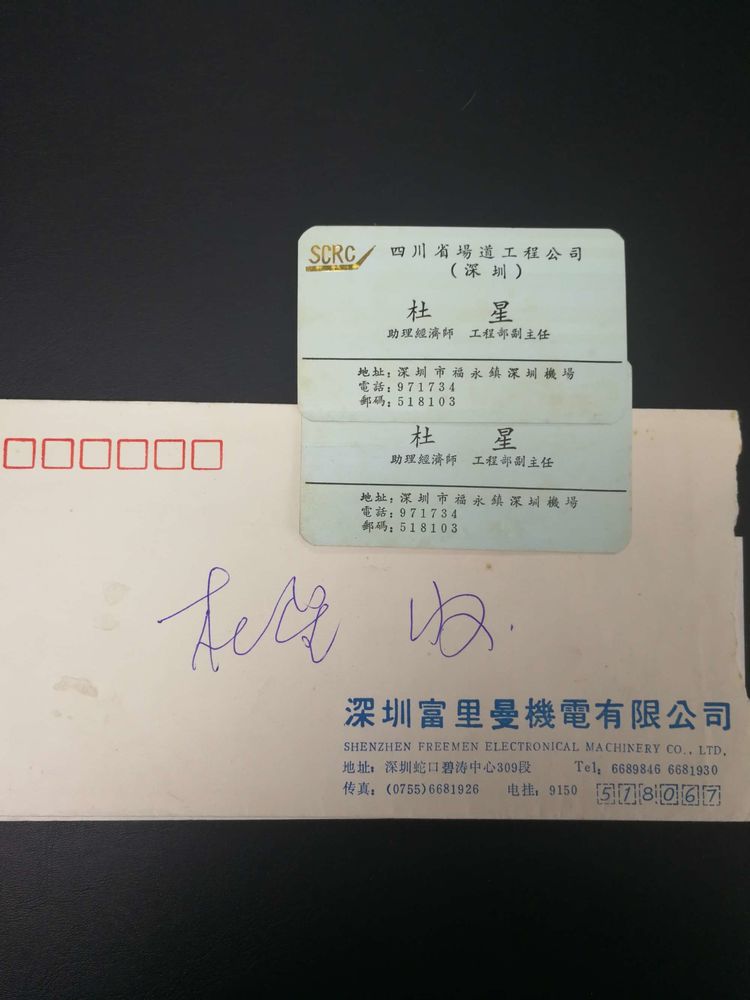 SCRC
四川省場道工程公司
(深圳)
杜 星
助理經濟師 工程部副主任
地址:深圳市福永鎮深圳機場
電話:971734
郵碼:518103
杜 星
助理經濟師 工程部副主任
地址:深圳市福永鎮深圳機場
電話:971734
郵碼:518103
杜星 收.
深圳富里曼機電有限公司
SHENZHEN FREEMEN ELECTRONICAL MACHINERY CO., LTD.
地址: 深圳蛇口碧涛中心309段 Tel: 6689846 6681930
传真: (0755)6681926 电挂: 9150 518067